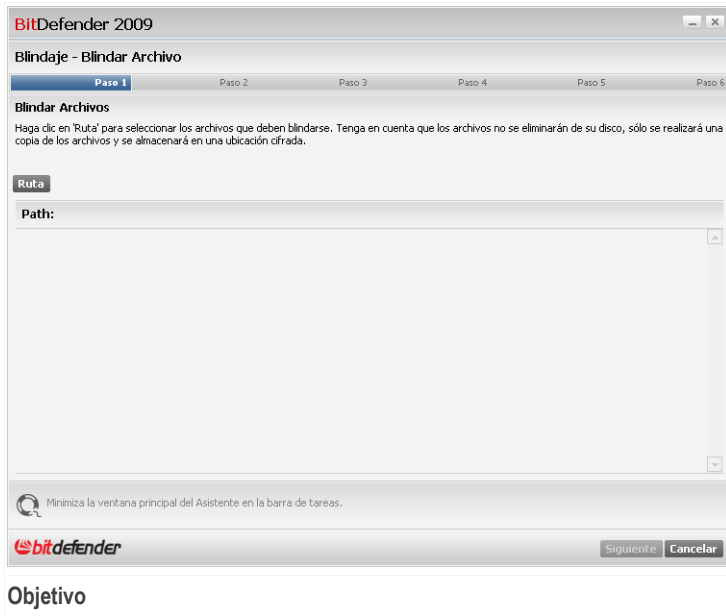 BitDefender 2009
Blindaje - Blindar Archivo
Paso 1 Paso 2 Paso 3 Paso 4 Paso 5 Paso 6
Blindar Archivos
Haga clic en 'Ruta' para seleccionar los archivos que deben blindarse. Tenga en cuenta que los archivos no se eliminarán de su disco, sólo se realizará una
copia de los archivos y se almacenará en una ubicación cifrada.
Ruta
Path:
Minimiza la ventana principal del Asistente en la barra de tareas.
bitdefender
Siguiente Cancelar
Objetivo